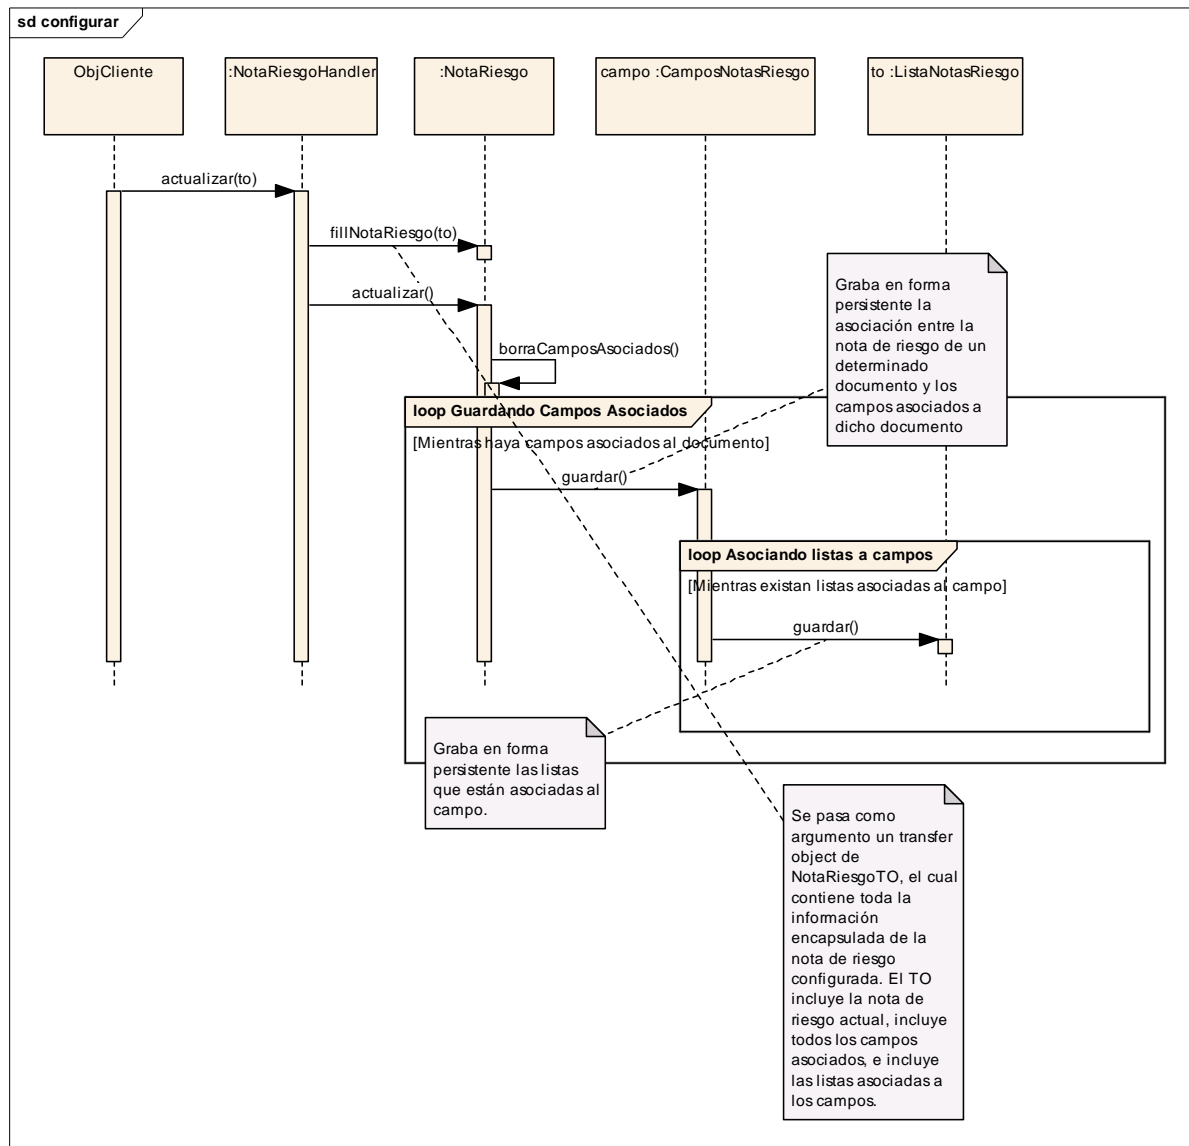 sd configurar
ObjCliente
:NotaRiesgoHandler
:NotaRiesgo
campo :CamposNotasRiesgo
to :ListaNotasRiesgo
actualizar(to)
fillNotaRiesgo(to)
actualizar()
borraCamposAsociados()
Graba en forma
persistente la
asociación entre la
nota de riesgo de un
determinado
documento y los
campos asociados a
dicho documento
loop Guardando Campos Asociados
[Mientras haya campos asociados al documento]
guardar()
loop Asociando listas a campos
[Mientras existan listas asociadas al campo]
guardar()
Graba en forma
persistente las listas
que están asociadas al
campo.
Se pasa como
argumento un transfer
object de
NotaRiesgoTO, el cual
contiene toda la
información
encapsulada de la
nota de riesgo
configurada. El TO
incluye la nota de
riesgo actual, incluye
todos los campos
asociados, e incluye
las listas asociadas a
los campos.